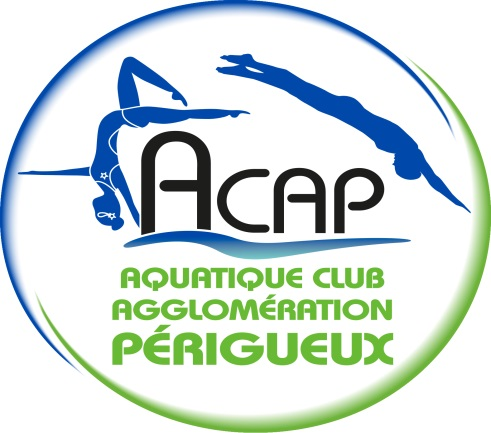 ACAP
AQUATIQUE CLUB
AGGLOMÉRATION
PÉRIGUEUX